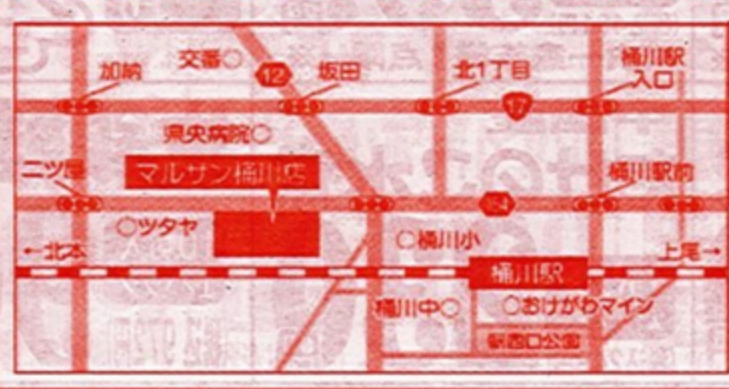 交番○
12
加納
坂田
北1丁目
桶川駅
入口
17
県央病院○
二ツ屋
マルサン桶川店
桶川駅前
○ツタヤ
○桶川小
←北本
上尾→
桶川駅
桶川中○
○おけがわマイン
駅西口公園